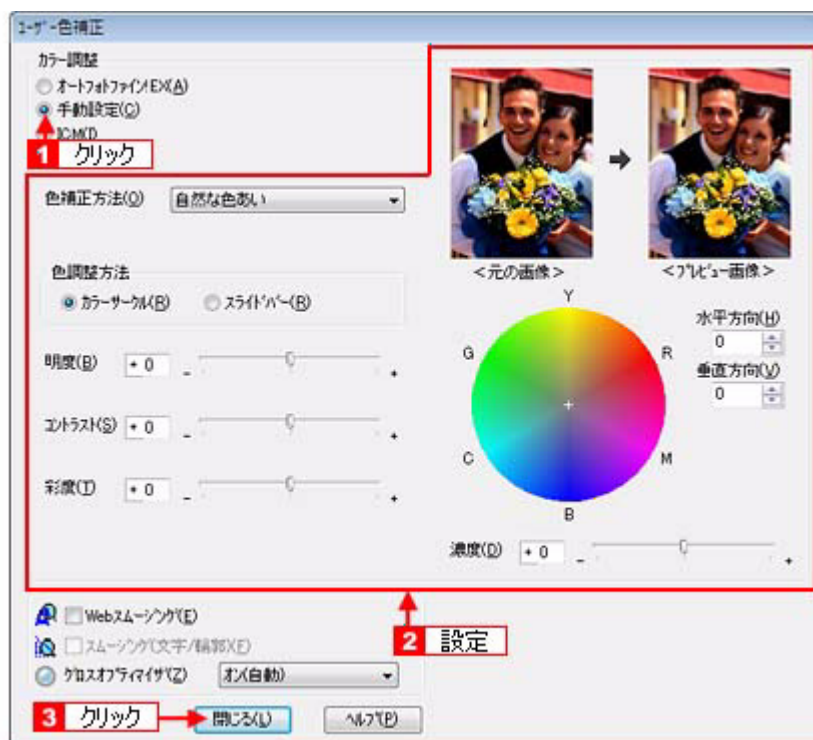 ユーザー色補正
カラー調整
オートフォトファイン!EX(A)
手動設定(C)
ICM(I)
1 クリック
色補正方法(O) 自然な色あい
色調整方法
カラーサークル(R) スライドバー(R)
明度(B) +0 - +
コントラスト(S) +0 - +
彩度(T) +0 - +
<元の画像>
<プレビュー画像>
Y
G
R
C
M
B
水平方向(H)
0
垂直方向(V)
0
濃度(D) +0 - +
Webスムージング(E)
スムージング(文字/輪郭)(F)
2 設定
グロスオプティマイザ(Z) オン(自動)
3 クリック 閉じる(L) ヘルプ(P)